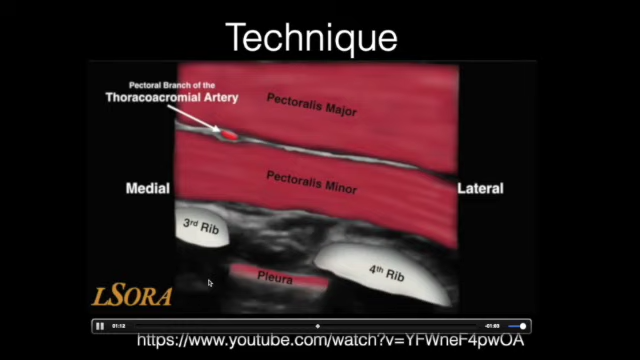 Technique
Pectoral Branch of the
Thoracoacromial Artery
Pectoralis Major
Pectoralis Minor
Medial
Lateral
3rd Rib
4th Rib
Pleura
LSORA
01:12
-01:03
https://www.youtube.com/watch?v=YFWneF4pwOA